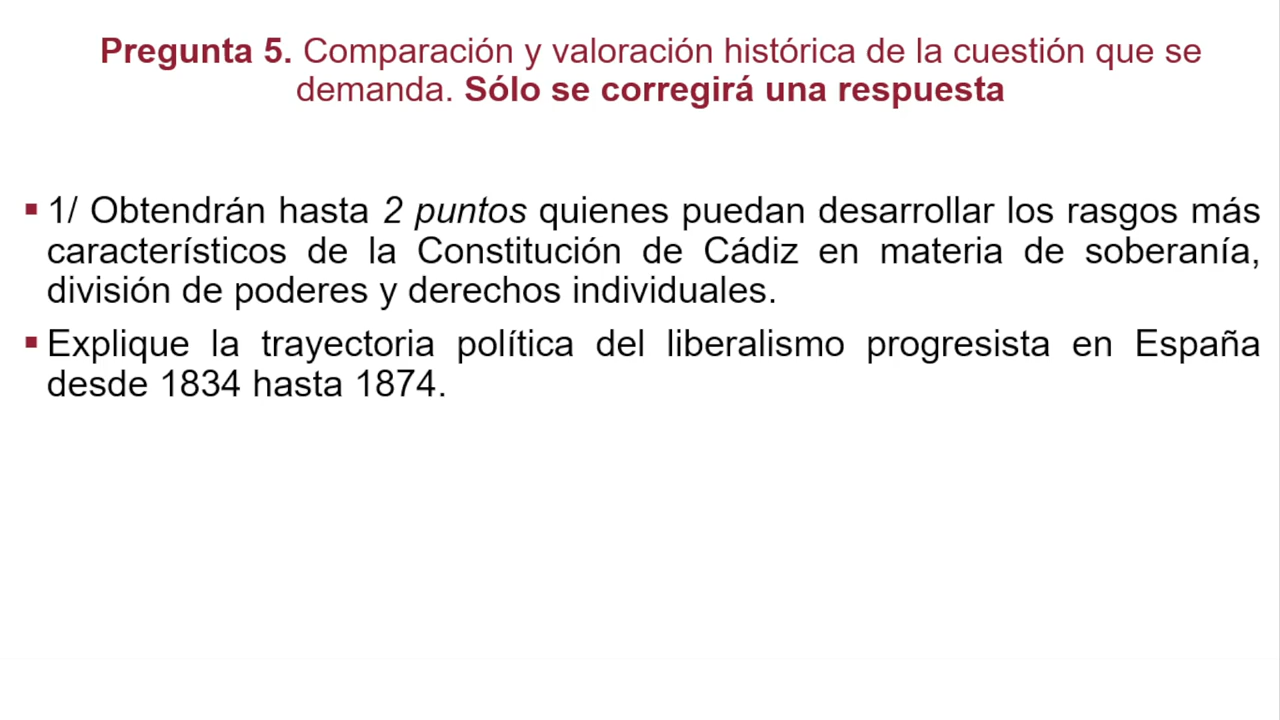 Pregunta 5. Comparación y valoración histórica de la cuestión que se
demanda. Sólo se corregirá una respuesta
▪ 1/ Obtendrán hasta 2 puntos quienes puedan desarrollar los rasgos más
característicos de la Constitución de Cádiz en materia de soberanía,
división de poderes y derechos individuales.
▪ Explique la trayectoria política del liberalismo progresista en España
desde 1834 hasta 1874.